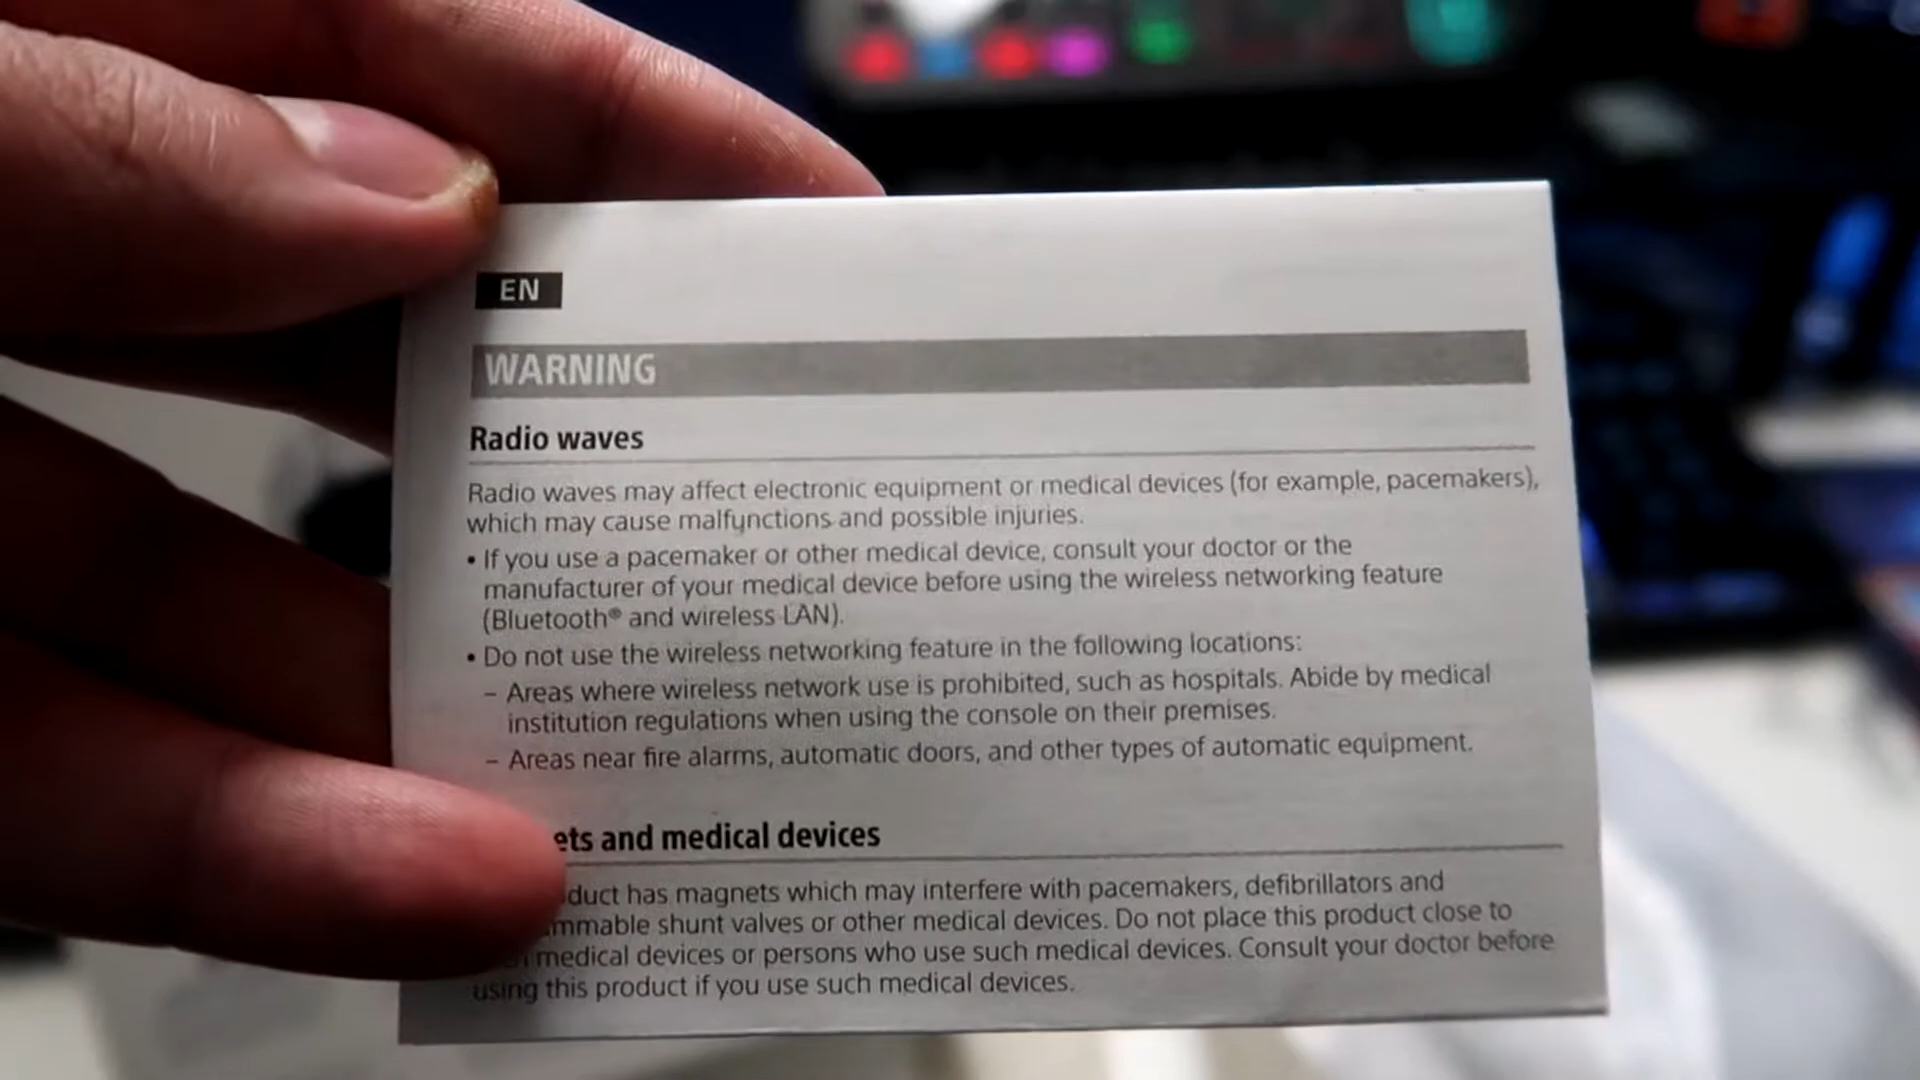 EN
WARNING
Radio waves
Radio waves may affect electronic equipment or medical devices (for example, pacemakers),
which may cause malfunctions and possible injuries.
• If you use a pacemaker or other medical device, consult your doctor or the
manufacturer of your medical device before using the wireless networking feature
(Bluetooth® and wireless LAN).
• Do not use the wireless networking feature in the following locations:
– Areas where wireless network use is prohibited, such as hospitals. Abide by medical
institution regulations when using the console on their premises.
– Areas near fire alarms, automatic doors, and other types of automatic equipment.
ets and medical devices
duct has magnets which may interfere with pacemakers, defibrillators and
mmable shunt valves or other medical devices. Do not place this product close to
medical devices or persons who use such medical devices. Consult your doctor before
using this product if you use such medical devices.